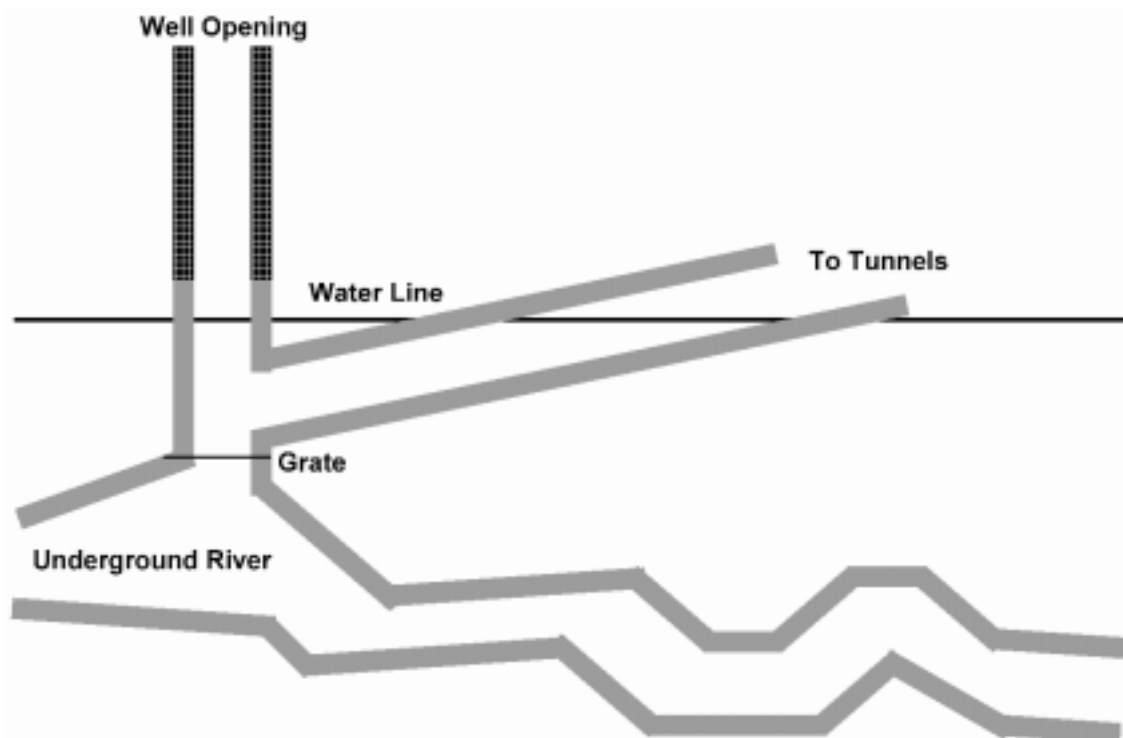 Well Opening
To Tunnels
Water Line
Grate
Underground River